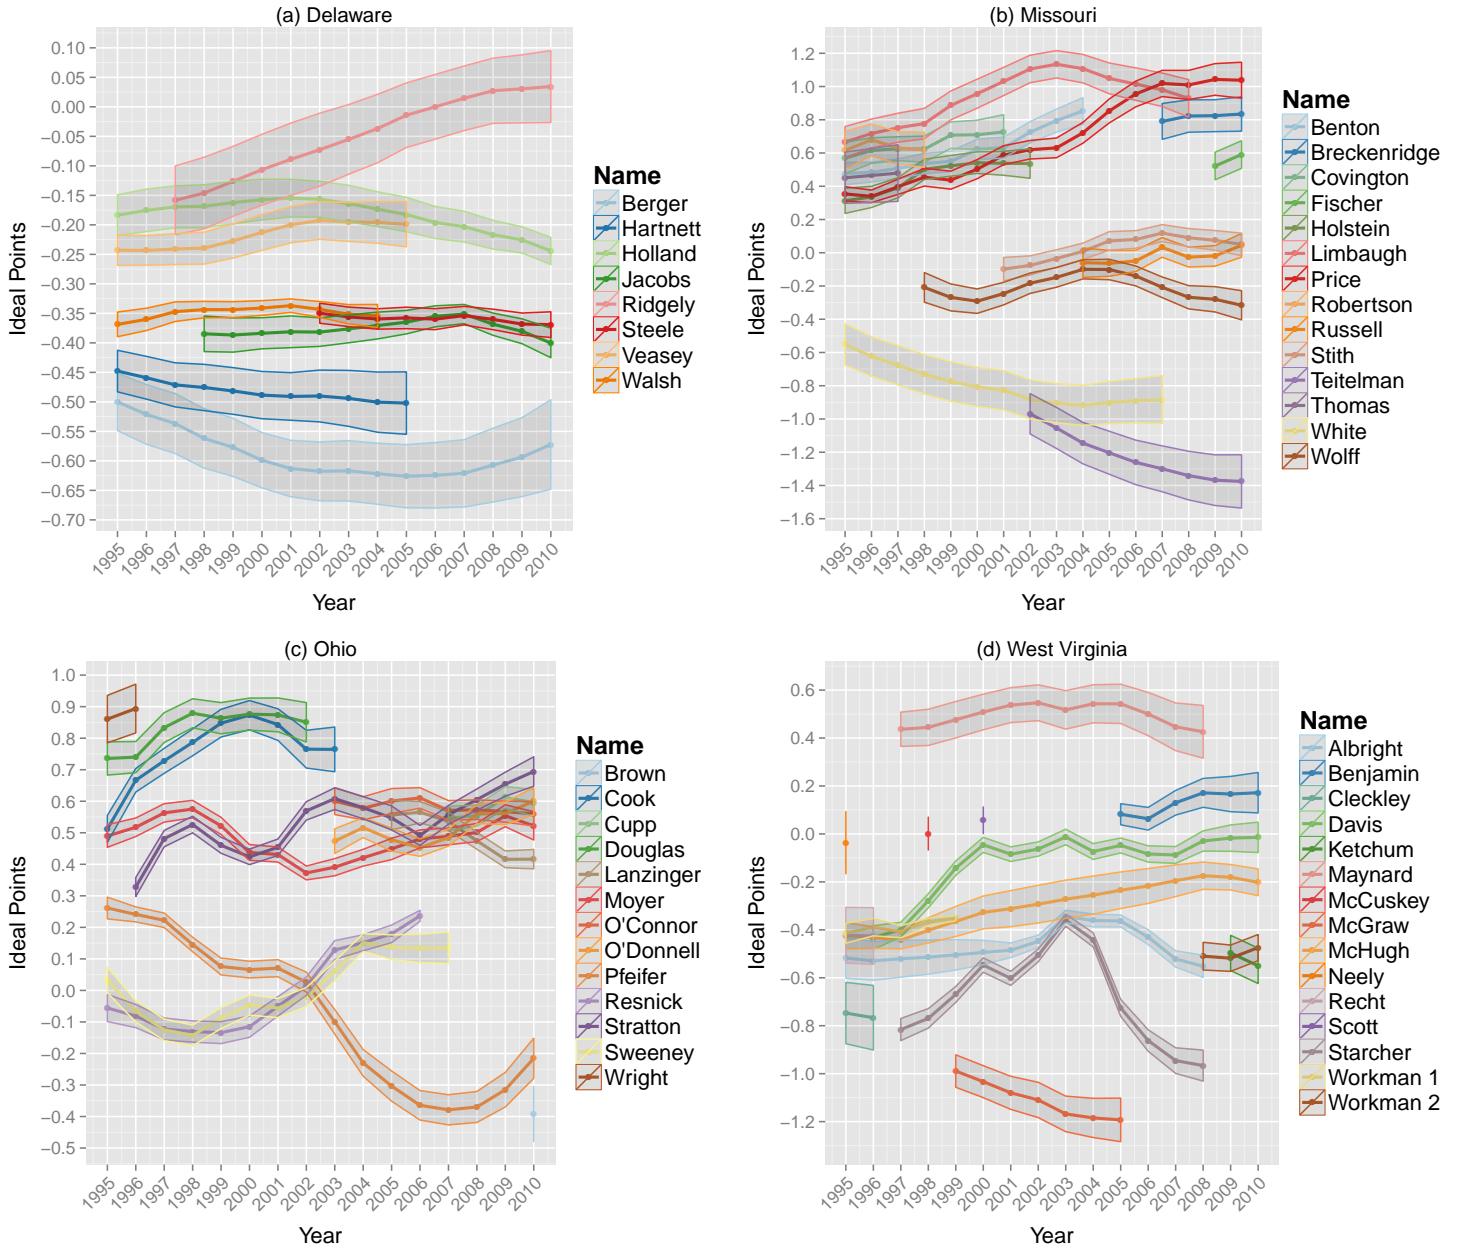 (a) Delaware
0.10
0.05
0.00
−0.05
−0.10
−0.15
−0.20
−0.25
−0.30
−0.35
−0.40
−0.45
−0.50
−0.55
−0.60
−0.65
−0.70
Ideal Points
1995 1996 1997 1998 1999 2000 2001 2002 2003 2004 2005 2006 2007 2008 2009 2010
Year
Name
Berger
Hartnett
Holland
Jacobs
Ridgely
Steele
Veasey
Walsh
(b) Missouri
1.2
1.0
0.8
0.6
0.4
0.2
0.0
−0.2
−0.4
−0.6
−0.8
−1.0
−1.2
−1.4
−1.6
Ideal Points
1995 1996 1997 1998 1999 2000 2001 2002 2003 2004 2005 2006 2007 2008 2009 2010
Year
Name
Benton
Breckenridge
Covington
Fischer
Holstein
Limbaugh
Price
Robertson
Russell
Stith
Teitelman
Thomas
White
Wolff
(c) Ohio
1.0
0.9
0.8
0.7
0.6
0.5
0.4
0.3
0.2
0.1
0.0
−0.1
−0.2
−0.3
−0.4
−0.5
Ideal Points
1995 1996 1997 1998 1999 2000 2001 2002 2003 2004 2005 2006 2007 2008 2009 2010
Year
Name
Brown
Cook
Cupp
Douglas
Lanzinger
Moyer
O'Connor
O'Donnell
Pfeifer
Resnick
Stratton
Sweeney
Wright
(d) West Virginia
0.6
0.4
0.2
0.0
−0.2
−0.4
−0.6
−0.8
−1.0
−1.2
Ideal Points
1995 1996 1997 1998 1999 2000 2001 2002 2003 2004 2005 2006 2007 2008 2009 2010
Year
Name
Albright
Benjamin
Cleckley
Davis
Ketchum
Maynard
McCuskey
McGraw
McHugh
Neely
Recht
Scott
Starcher
Workman 1
Workman 2